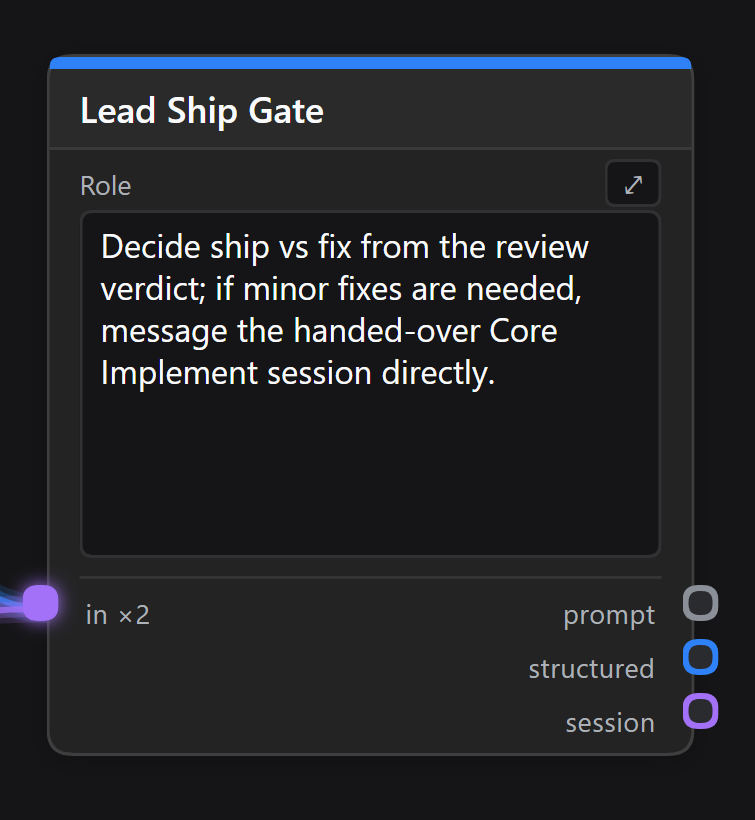 Lead Ship Gate
Role
Decide ship vs fix from the review
verdict; if minor fixes are needed,
message the handed-over Core
Implement session directly.
in ×2
prompt
structured
session